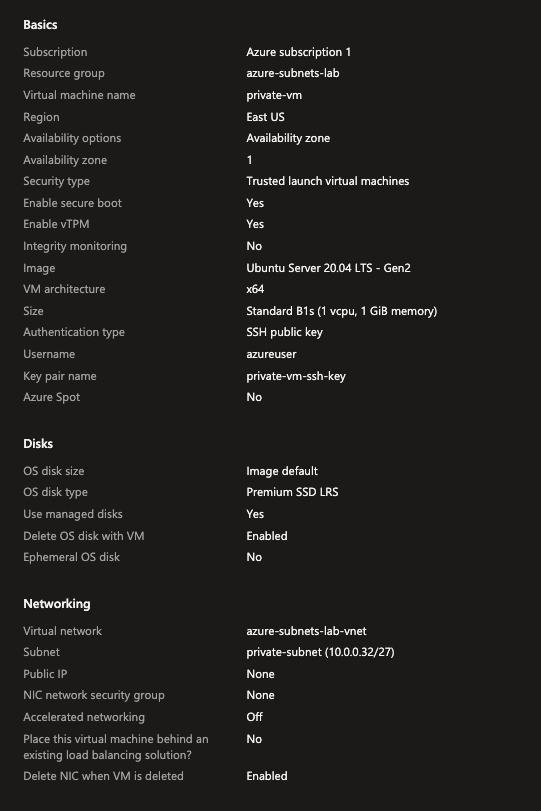 Basics
Subscription Azure subscription 1
Resource group azure-subnets-lab
Virtual machine name private-vm
Region East US
Availability options Availability zone
Availability zone 1
Security type Trusted launch virtual machines
Enable secure boot Yes
Enable vTPM Yes
Integrity monitoring No
Image Ubuntu Server 20.04 LTS - Gen2
VM architecture x64
Size Standard B1s (1 vcpu, 1 GiB memory)
Authentication type SSH public key
Username azureuser
Key pair name private-vm-ssh-key
Azure Spot No
Disks
OS disk size Image default
OS disk type Premium SSD LRS
Use managed disks Yes
Delete OS disk with VM Enabled
Ephemeral OS disk No
Networking
Virtual network azure-subnets-lab-vnet
Subnet private-subnet (10.0.0.32/27)
Public IP None
NIC network security group None
Accelerated networking Off
Place this virtual machine behind an No
existing load balancing solution?
Delete NIC when VM is deleted Enabled